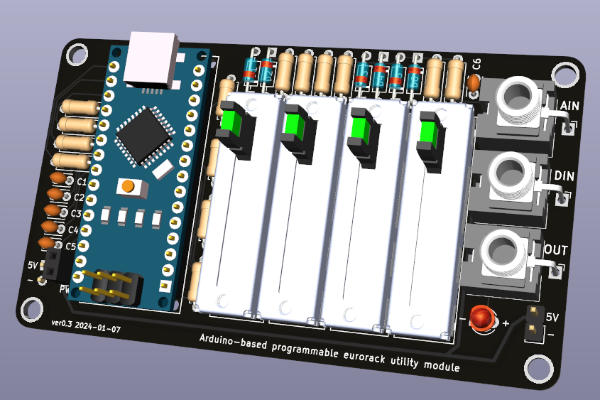 C6
AIN
DIN
OUT
C1
C2
C3
C4
C5
5V
-
PW
- +
5V
-
ver0.3 2024-01-07
Arduino-based programmable eurorack utility module